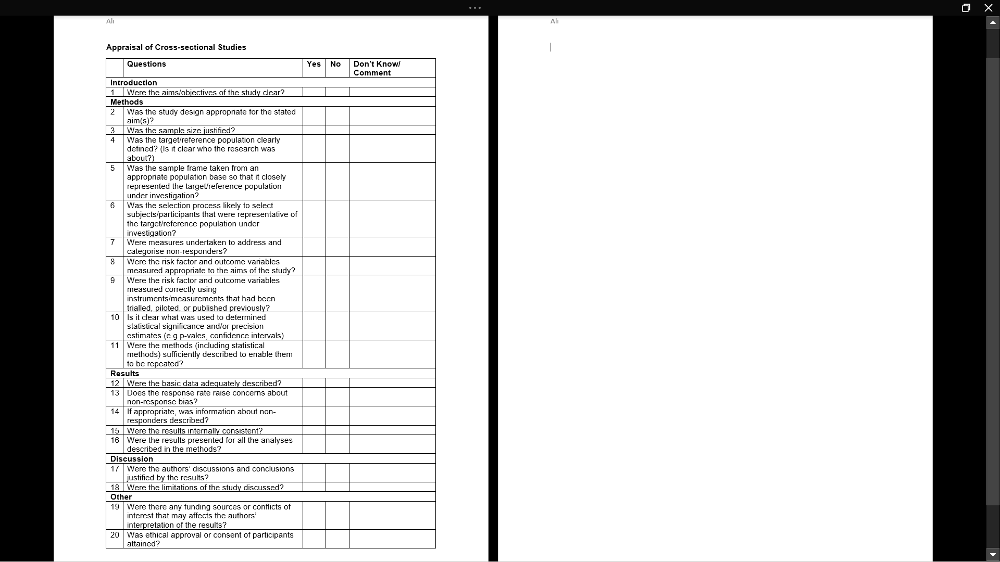 Ali
Appraisal of Cross-sectional Studies
Questions Yes No Don’t Know/
Comment
Introduction
1 Were the aims/objectives of the study clear?
Methods
2 Was the study design appropriate for the stated
aim(s)?
3 Was the sample size justified?
4 Was the target/reference population clearly
defined? (Is it clear who the research was
about?)
5 Was the sample frame taken from an
appropriate population base so that it closely
represented the target/reference population
under investigation?
6 Was the selection process likely to select
subjects/participants that were representative of
the target/reference population under
investigation?
7 Were measures undertaken to address and
categorise non-responders?
8 Were the risk factor and outcome variables
measured appropriate to the aims of the study?
9 Were the risk factor and outcome variables
measured correctly using
instruments/measurements that had been
trialled, piloted, or published previously?
10 Is it clear what was used to determined
statistical significance and/or precision
estimates (e.g p-vales, confidence intervals)
11 Were the methods (including statistical
methods) sufficiently described to enable them
to be repeated?
Results
12 Were the basic data adequately described?
13 Does the response rate raise concerns about
non-response bias?
14 If appropriate, was information about non-
responders described?
15 Were the results internally consistent?
16 Were the results presented for all the analyses
described in the methods?
Discussion
17 Were the authors’ discussions and conclusions
justified by the results?
18 Were the limitations of the study discussed?
Other
19 Were there any funding sources or conflicts of
interest that may affects the authors’
interpretation of the results?
20 Was ethical approval or consent of participants
attained?
Ali